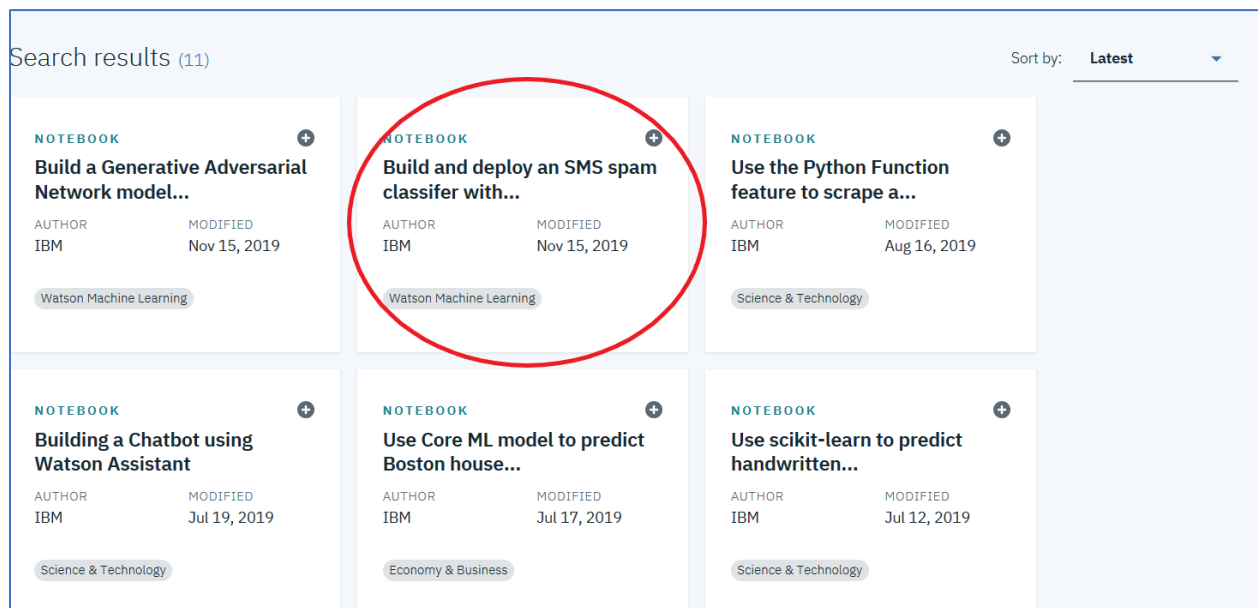 Search results (11)
Sort by: Latest
NOTEBOOK
Build a Generative Adversarial
Network model...
AUTHOR MODIFIED
IBM Nov 15, 2019
Watson Machine Learning
NOTEBOOK
Build and deploy an SMS spam
classifer with...
AUTHOR MODIFIED
IBM Nov 15, 2019
Watson Machine Learning
NOTEBOOK
Use the Python Function
feature to scrape a...
AUTHOR MODIFIED
IBM Aug 16, 2019
Science & Technology
NOTEBOOK
Building a Chatbot using
Watson Assistant
AUTHOR MODIFIED
IBM Jul 19, 2019
Science & Technology
NOTEBOOK
Use Core ML model to predict
Boston house...
AUTHOR MODIFIED
IBM Jul 17, 2019
Economy & Business
NOTEBOOK
Use scikit-learn to predict
handwritten...
AUTHOR MODIFIED
IBM Jul 12, 2019
Science & Technology